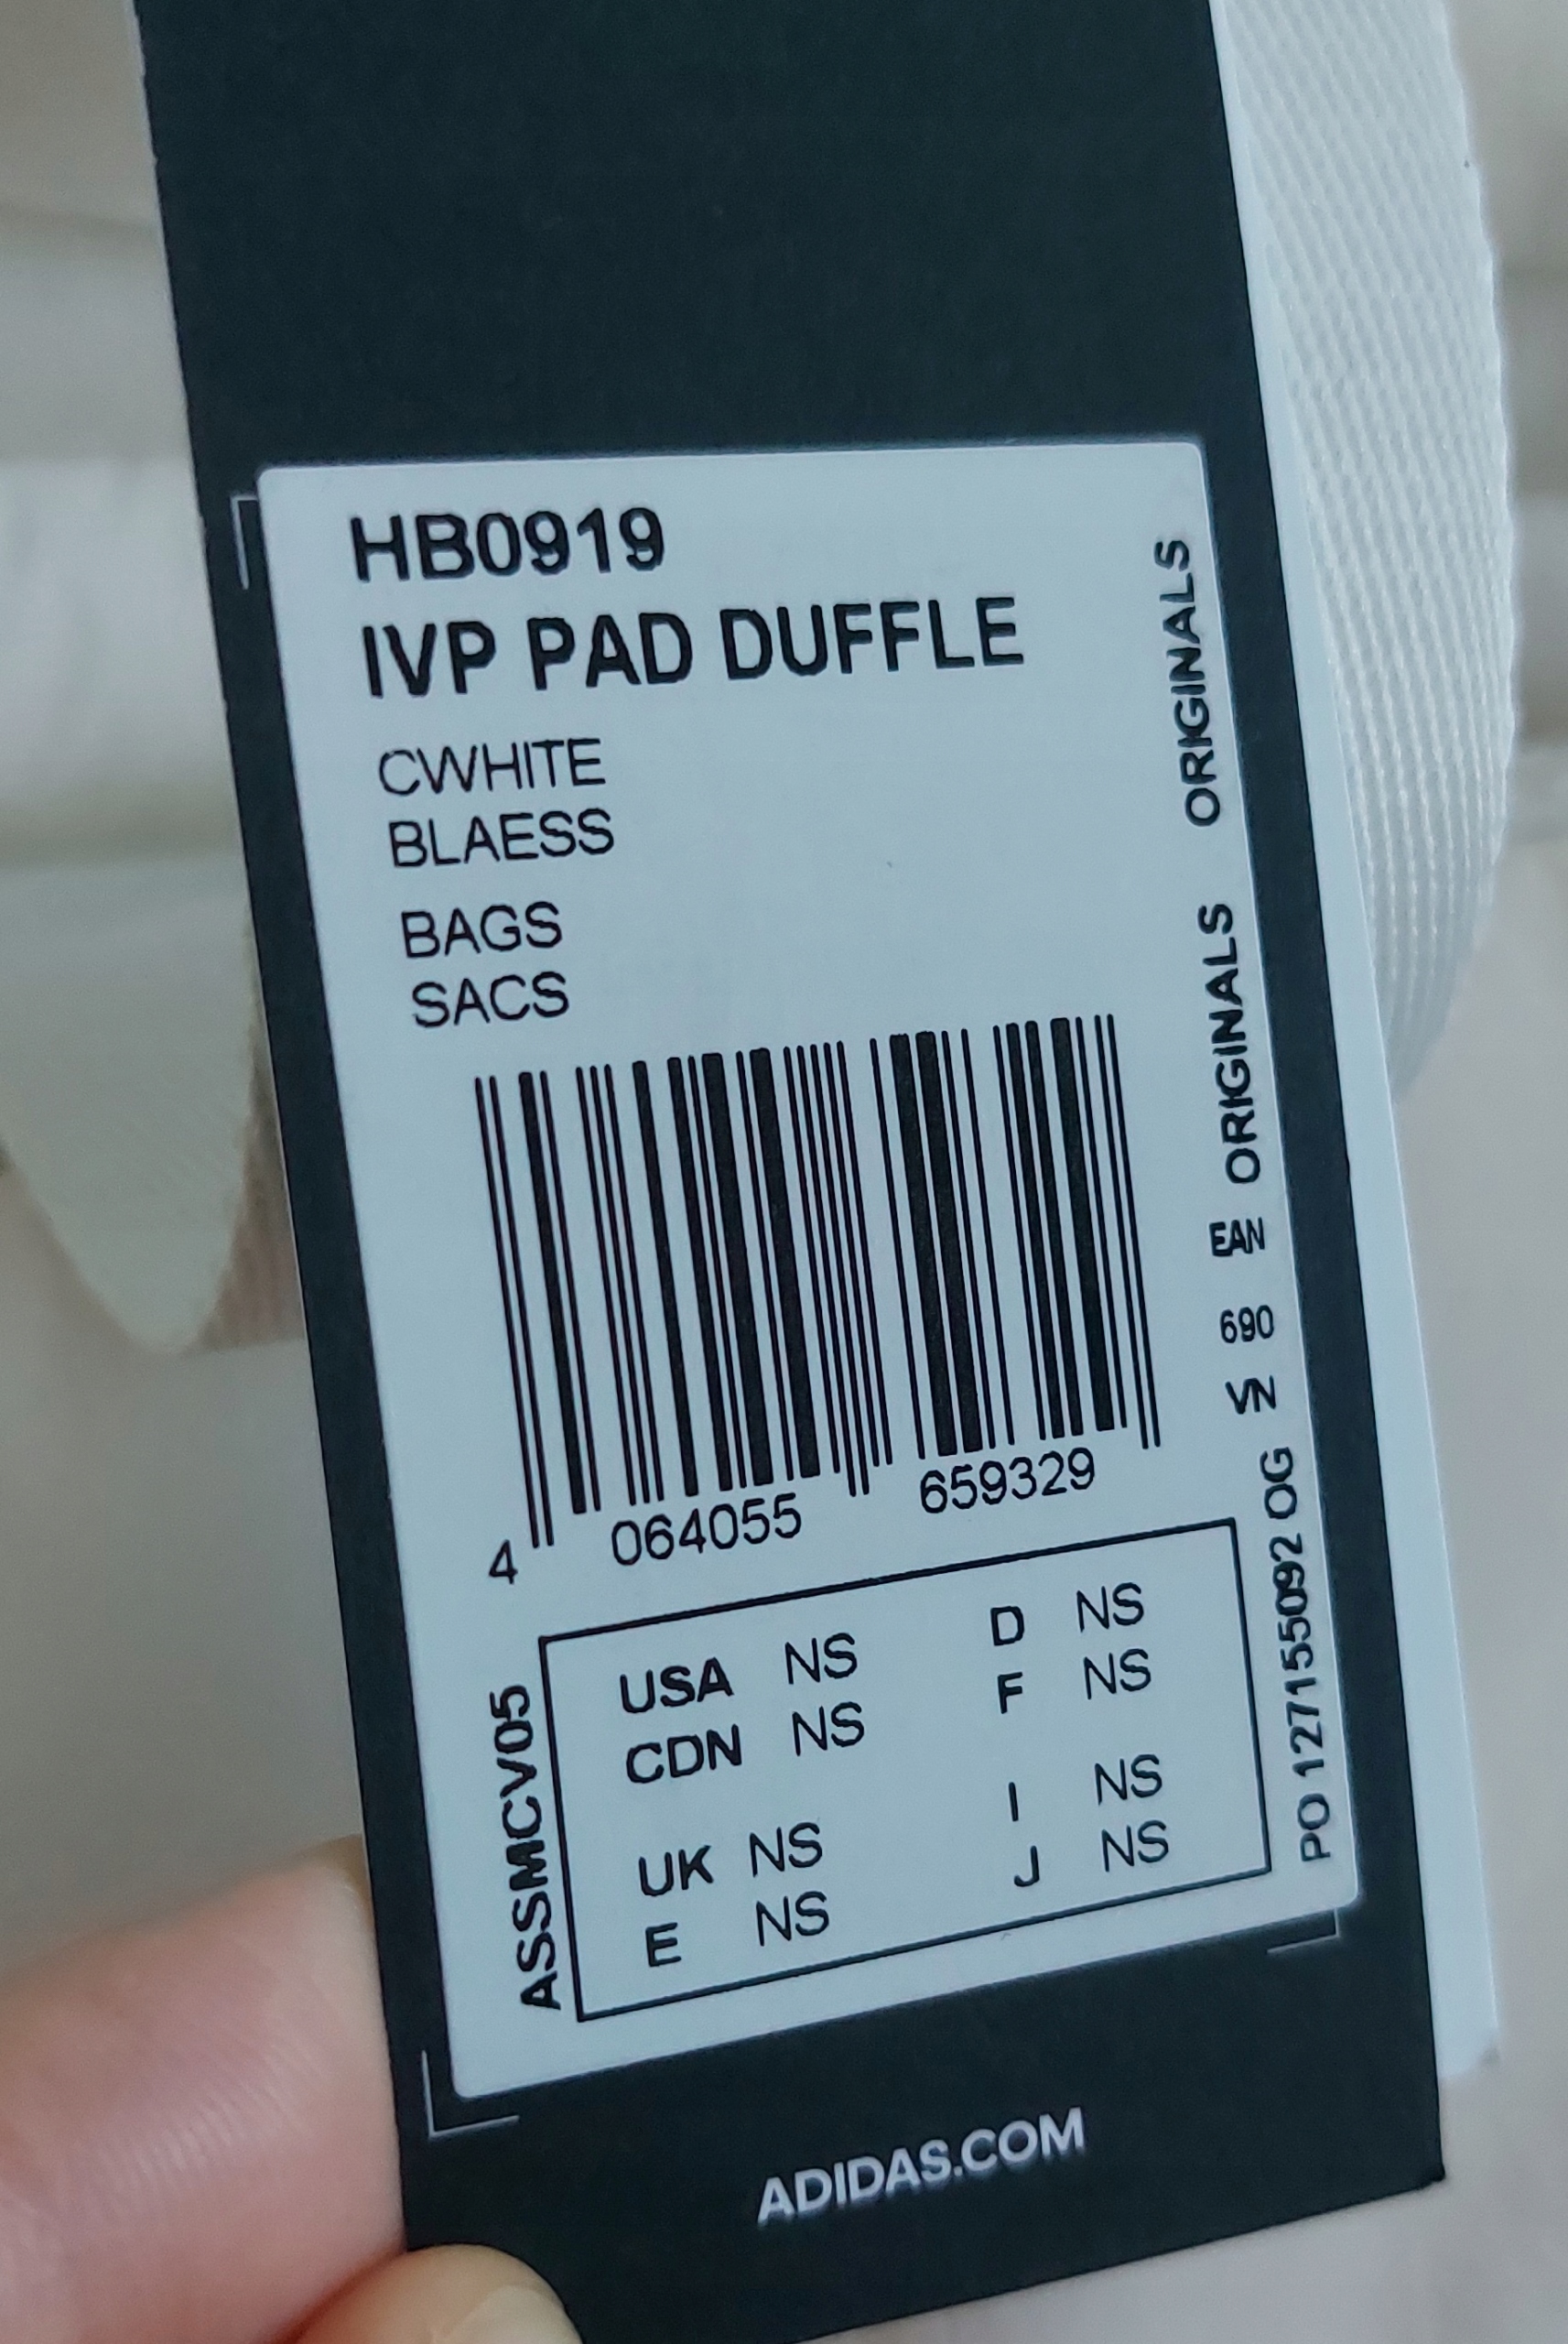 HB0919
IVP PAD DUFFLE
CWHITE
BLAESS
BAGS
SACS
4 064055 659329
USA NS D NS
CDN NS F NS
UK NS I NS
E NS J NS
ASSMCV05
PO 127155092 OG VN 690 EAN ORIGINALS ORIGINALS
ADIDAS.COM